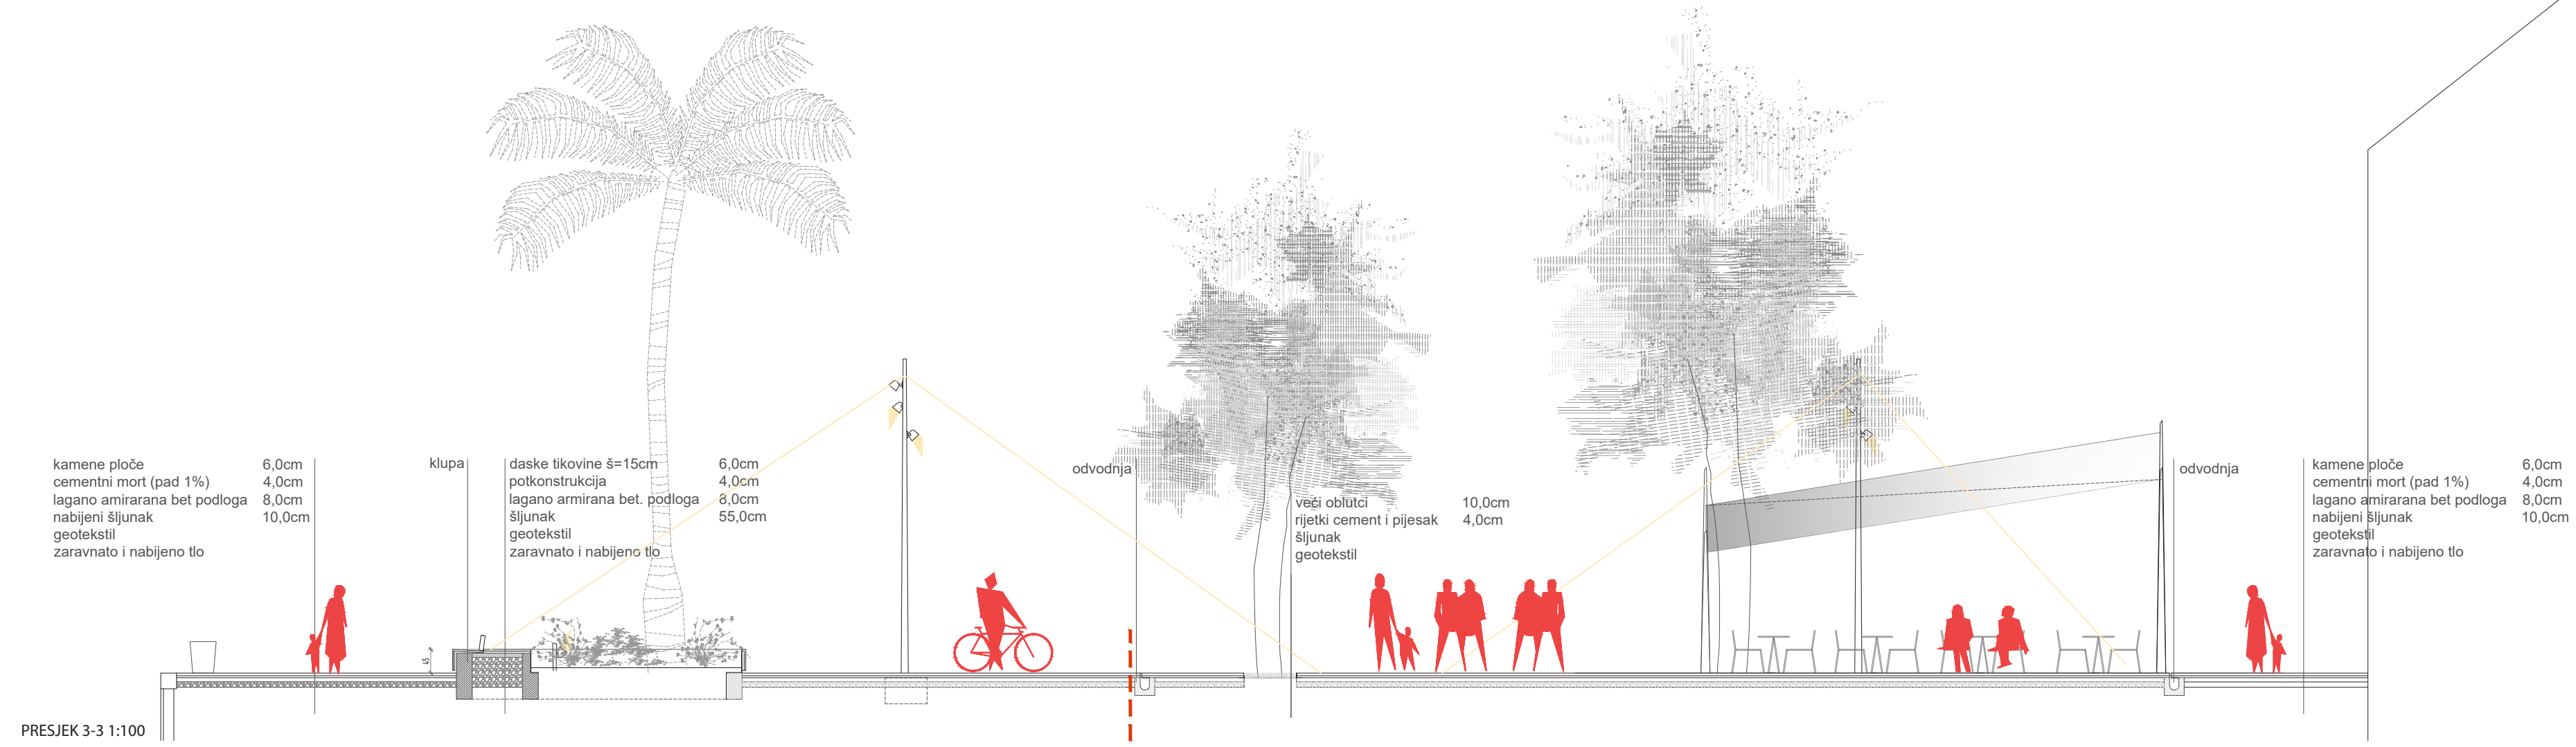 kamene ploče 6,0cm
cementni mort (pad 1%) 4,0cm
lagano amirarana bet podloga 8,0cm
nabijeni šljunak 10,0cm
geotekstil
zaravnato i nabijeno tlo
klupa
daske tikovine š=15cm 6,0cm
potkonstrukcija 4,0cm
lagano armirana bet. podloga 8,0cm
šljunak 55,0cm
geotekstil
zaravnato i nabijeno tlo
45
odvodnja
veći oblutci 10,0cm
rijetki cement i pijesak 4,0cm
šljunak
geotekstil
odvodnja
kamene ploče 6,0cm
cementni mort (pad 1%) 4,0cm
lagano amirarana bet podloga 8,0cm
nabijeni šljunak 10,0cm
geotekstil
zaravnato i nabijeno tlo
PRESJEK 3-3 1:100